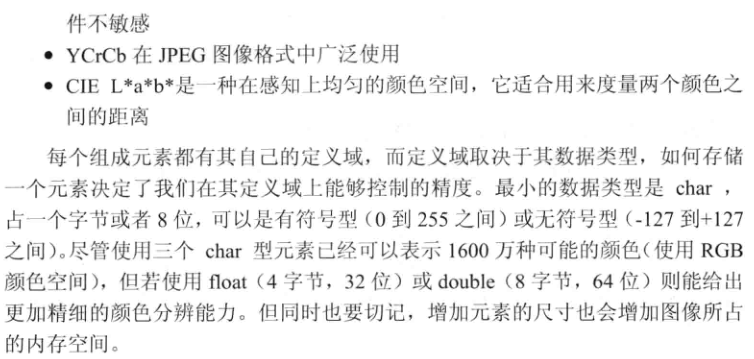 件不敏感
• YCrCb 在 JPEG 图像格式中广泛使用
• CIE L*a*b*是一种在感知上均匀的颜色空间，它适合用来度量两个颜色之
间的距离
每个组成元素都有其自己的定义域，而定义域取决于其数据类型，如何存储
一个元素决定了我们在其定义域上能够控制的精度。最小的数据类型是 char ，
占一个字节或者 8 位，可以是有符号型（0 到 255 之间）或无符号型（-127 到+127
之间）。尽管使用三个 char 型元素已经可以表示 1600 万种可能的颜色（使用 RGB
颜色空间），但若使用 float（4 字节，32 位）或 double（8 字节，64 位）则能给出
更加精细的颜色分辨能力。但同时也要切记，增加元素的尺寸也会增加图像所占
的内存空间。